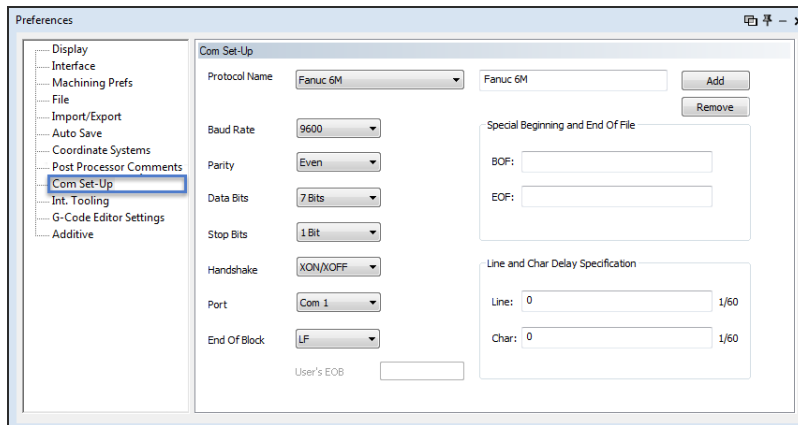 Preferences
Display
Interface
Machining Prefs
File
Import/Export
Auto Save
Coordinate Systems
Post Processor Comments
Com Set-Up
Int. Tooling
G-Code Editor Settings
Additive
Com Set-Up
Protocol Name
Fanuc 6M
Fanuc 6M
Add
Remove
Baud Rate
9600
Parity
Even
Data Bits
7 Bits
Stop Bits
1 Bit
Handshake
XON/XOFF
Port
Com 1
End Of Block
LF
User's EOB
Special Beginning and End Of File
BOF:
EOF:
Line and Char Delay Specification
Line: 0 1/60
Char: 0 1/60